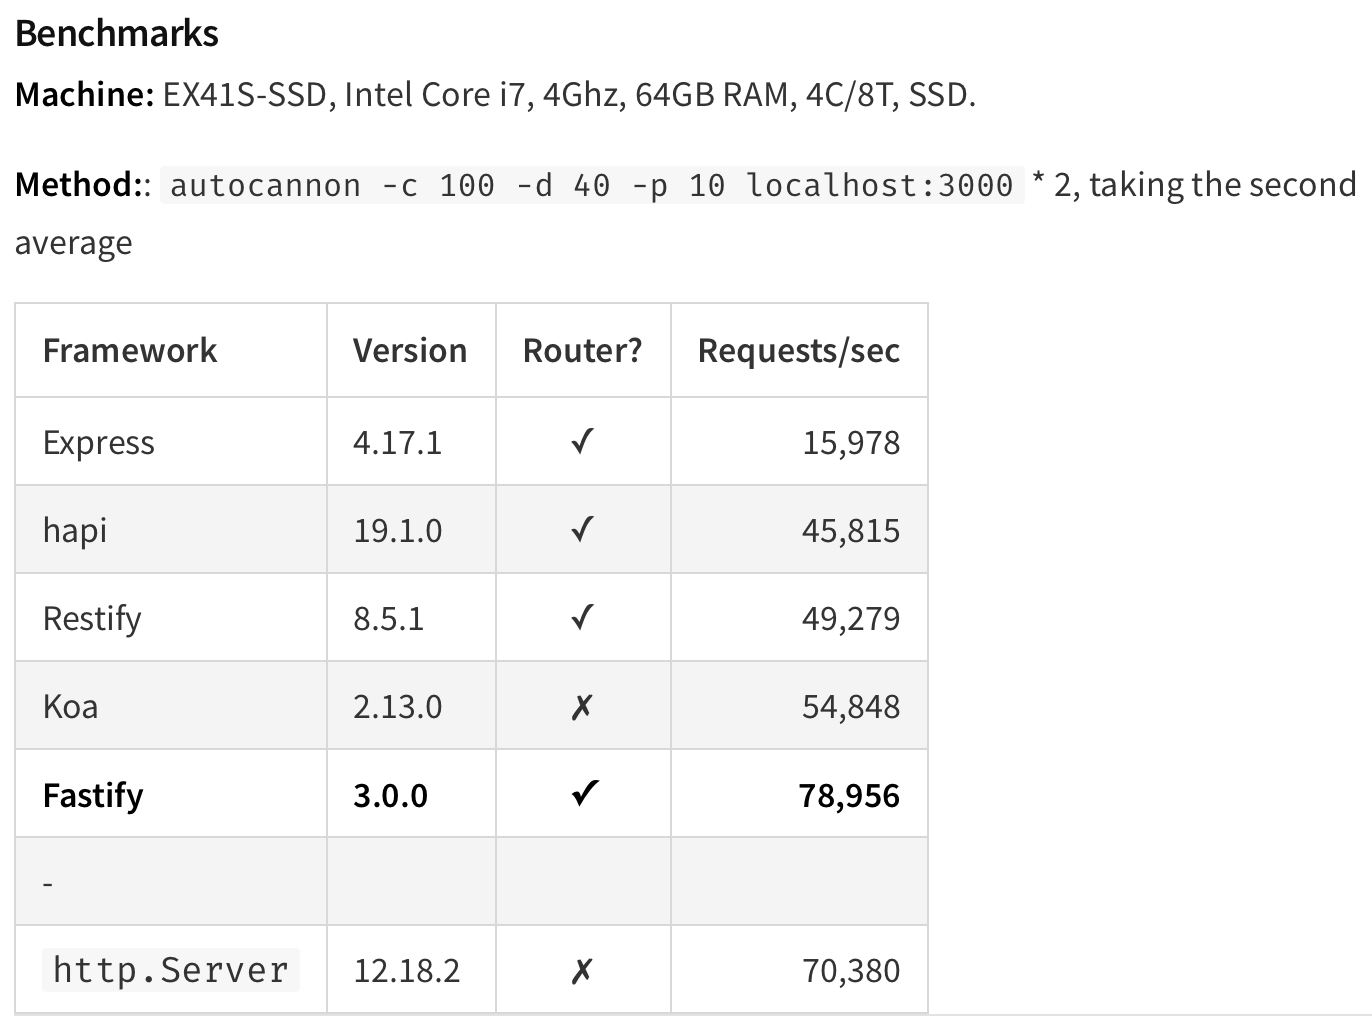 Benchmarks
Machine: EX41S-SSD, Intel Core i7, 4Ghz, 64GB RAM, 4C/8T, SSD.
Method:: autocannon -c 100 -d 40 -p 10 localhost:3000 * 2, taking the second
average
Framework Version Router? Requests/sec
Express 4.17.1 ✓ 15,978
hapi 19.1.0 ✓ 45,815
Restify 8.5.1 ✓ 49,279
Koa 2.13.0 ✗ 54,848
Fastify 3.0.0 ✓ 78,956
-
http.Server 12.18.2 ✗ 70,380